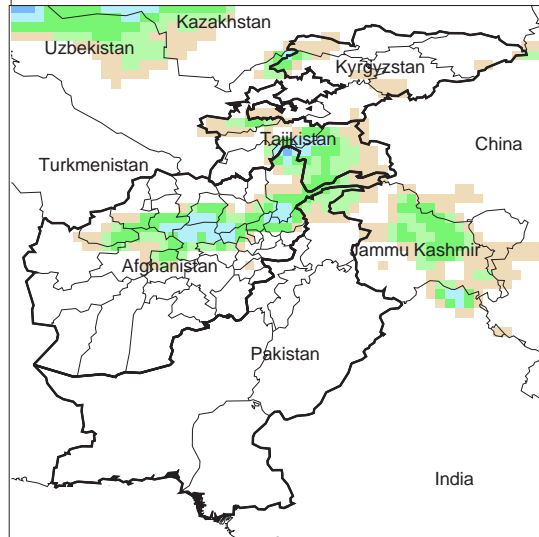 Kazakhstan
Uzbekistan
Kyrgyzstan
Tajikistan
China
Turkmenistan
Jammu Kashmir
Afghanistan
Pakistan
India